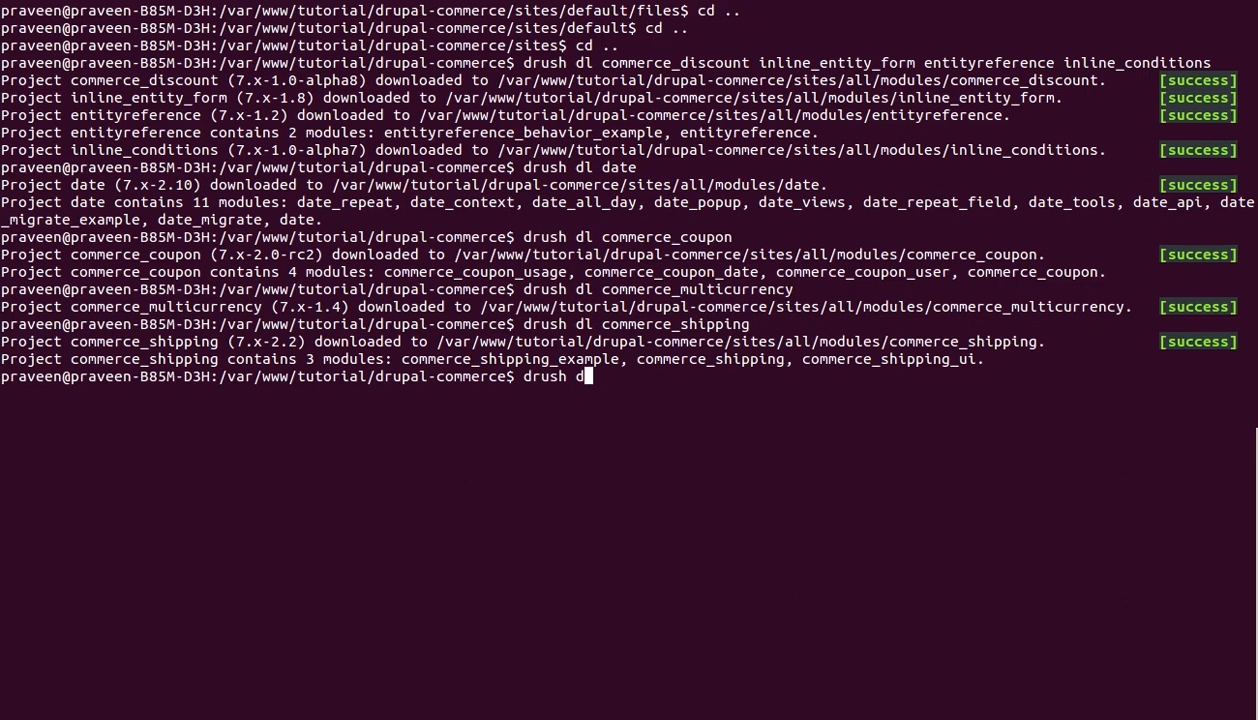 praveen@praveen-B85M-D3H:/var/www/tutorial/drupal-commerce/sites/default/files$ cd ..
praveen@praveen-B85M-D3H:/var/www/tutorial/drupal-commerce/sites/default$ cd ..
praveen@praveen-B85M-D3H:/var/www/tutorial/drupal-commerce/sites$ cd ..
praveen@praveen-B85M-D3H:/var/www/tutorial/drupal-commerce$ drush dl commerce_discount inline_entity_form entityreference inline_conditions
Project commerce_discount (7.x-1.0-alpha8) downloaded to /var/www/tutorial/drupal-commerce/sites/all/modules/commerce_discount. [success]
Project inline_entity_form (7.x-1.8) downloaded to /var/www/tutorial/drupal-commerce/sites/all/modules/inline_entity_form. [success]
Project entityreference (7.x-1.2) downloaded to /var/www/tutorial/drupal-commerce/sites/all/modules/entityreference. [success]
Project entityreference contains 2 modules: entityreference_behavior_example, entityreference.
Project inline_conditions (7.x-1.0-alpha7) downloaded to /var/www/tutorial/drupal-commerce/sites/all/modules/inline_conditions. [success]
praveen@praveen-B85M-D3H:/var/www/tutorial/drupal-commerce$ drush dl date
Project date (7.x-2.10) downloaded to /var/www/tutorial/drupal-commerce/sites/all/modules/date. [success]
Project date contains 11 modules: date_repeat, date_context, date_all_day, date_popup, date_views, date_repeat_field, date_tools, date_api, date
_migrate_example, date_migrate, date.
praveen@praveen-B85M-D3H:/var/www/tutorial/drupal-commerce$ drush dl commerce_coupon
Project commerce_coupon (7.x-2.0-rc2) downloaded to /var/www/tutorial/drupal-commerce/sites/all/modules/commerce_coupon. [success]
Project commerce_coupon contains 4 modules: commerce_coupon_usage, commerce_coupon_date, commerce_coupon_user, commerce_coupon.
praveen@praveen-B85M-D3H:/var/www/tutorial/drupal-commerce$ drush dl commerce_multicurrency
Project commerce_multicurrency (7.x-1.4) downloaded to /var/www/tutorial/drupal-commerce/sites/all/modules/commerce_multicurrency. [success]
praveen@praveen-B85M-D3H:/var/www/tutorial/drupal-commerce$ drush dl commerce_shipping
Project commerce_shipping (7.x-2.2) downloaded to /var/www/tutorial/drupal-commerce/sites/all/modules/commerce_shipping. [success]
Project commerce_shipping contains 3 modules: commerce_shipping_example, commerce_shipping, commerce_shipping_ui.
praveen@praveen-B85M-D3H:/var/www/tutorial/drupal-commerce$ drush d